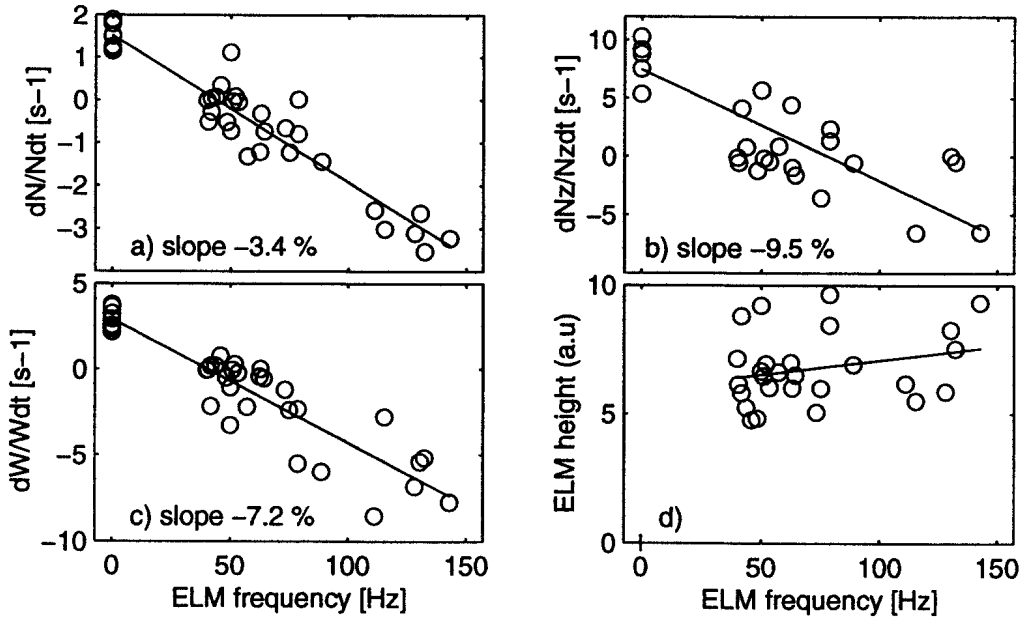 2
1
0
−1
−2
−3
dN/Ndt [s−1]
a) slope −3.4 %
10
5
0
−5
dNz/Nzdt [s−1]
b) slope −9.5 %
5
0
−5
−10
dW/Wdt [s−1]
c) slope −7.2 %
0
50
100
150
ELM frequency [Hz]
10
5
0
ELM height (a.u)
d)
0
50
100
150
ELM frequency [Hz]